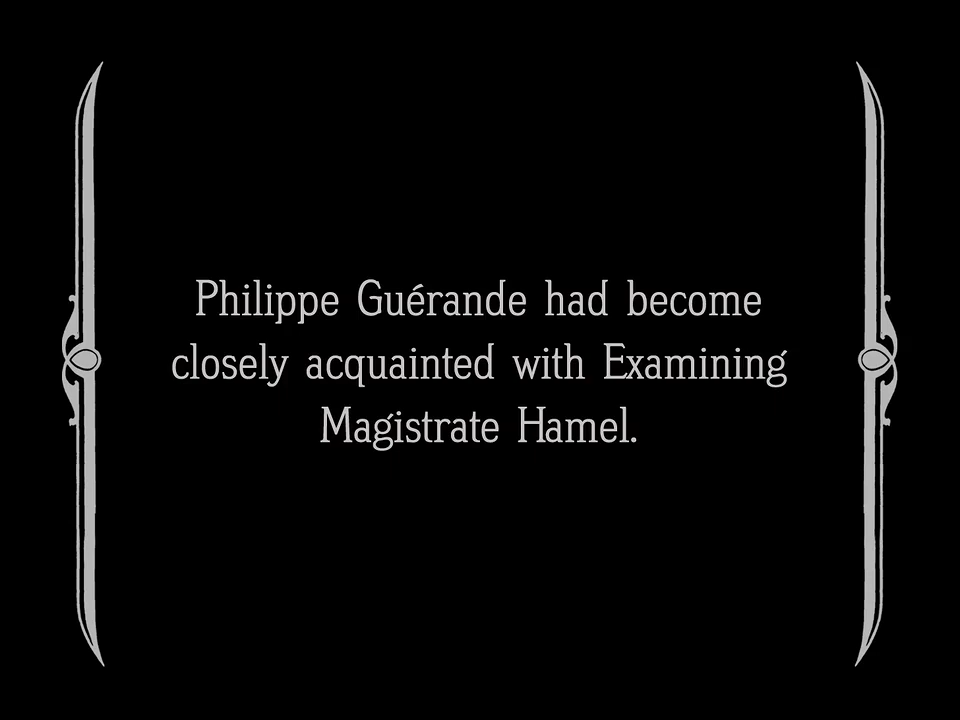 Philippe Guérande had become
closely acquainted with Examining
Magistrate Hamel.